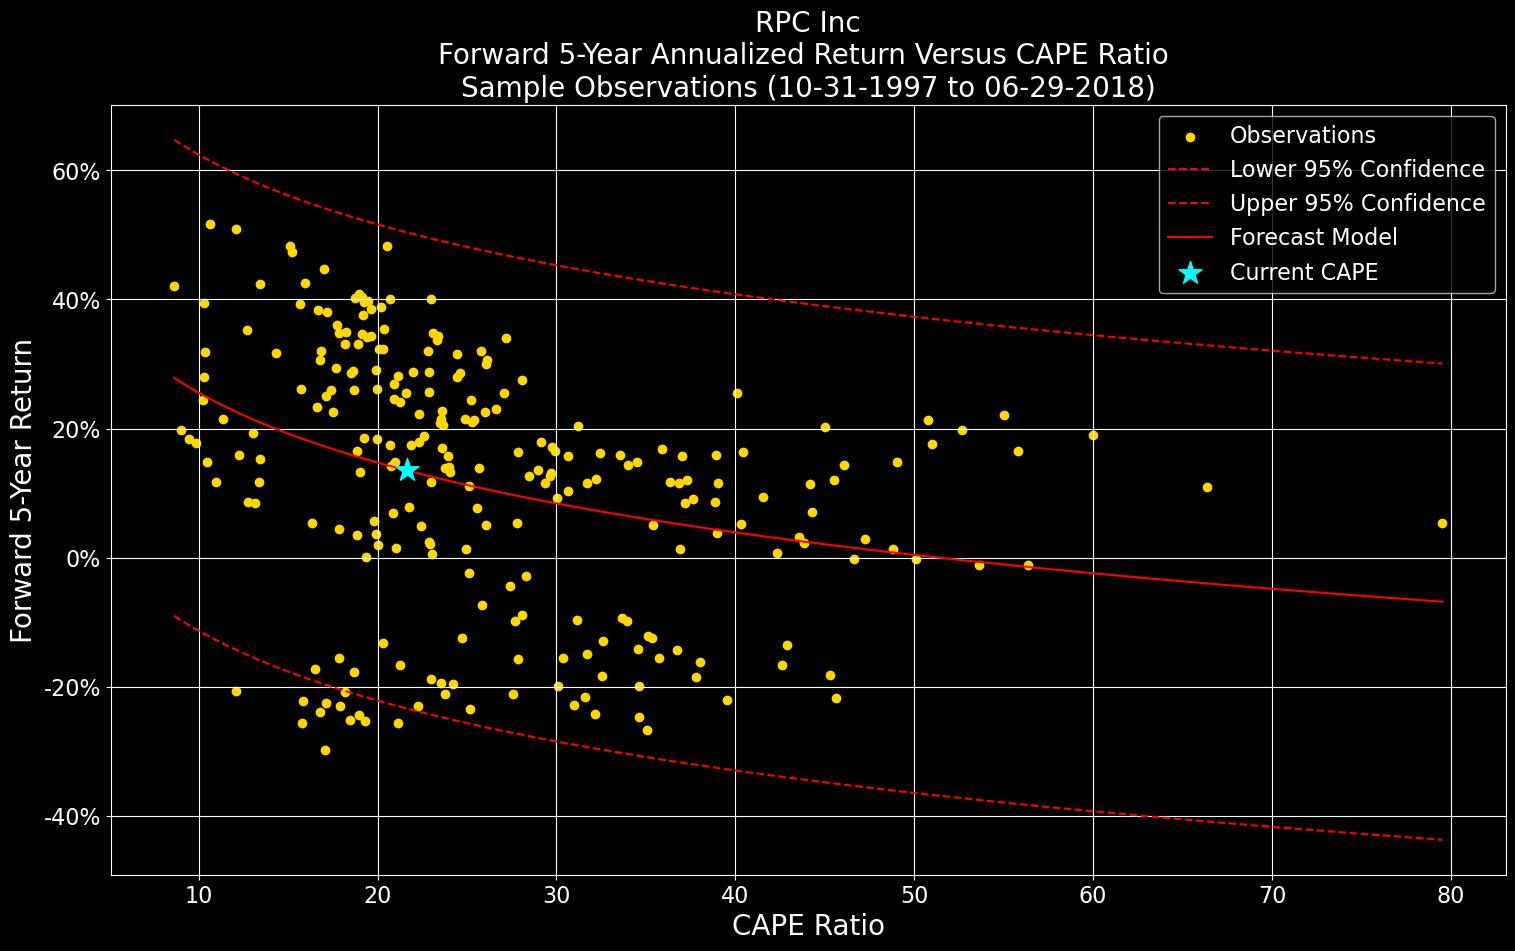 RPC Inc
Forward 5-Year Annualized Return Versus CAPE Ratio
Sample Observations (10-31-1997 to 06-29-2018)
Observations
Lower 95% Confidence
Upper 95% Confidence
Forecast Model
Current CAPE
Forward 5-Year Return
60%
40%
20%
0%
-20%
-40%
10 20 30 40 50 60 70 80
CAPE Ratio